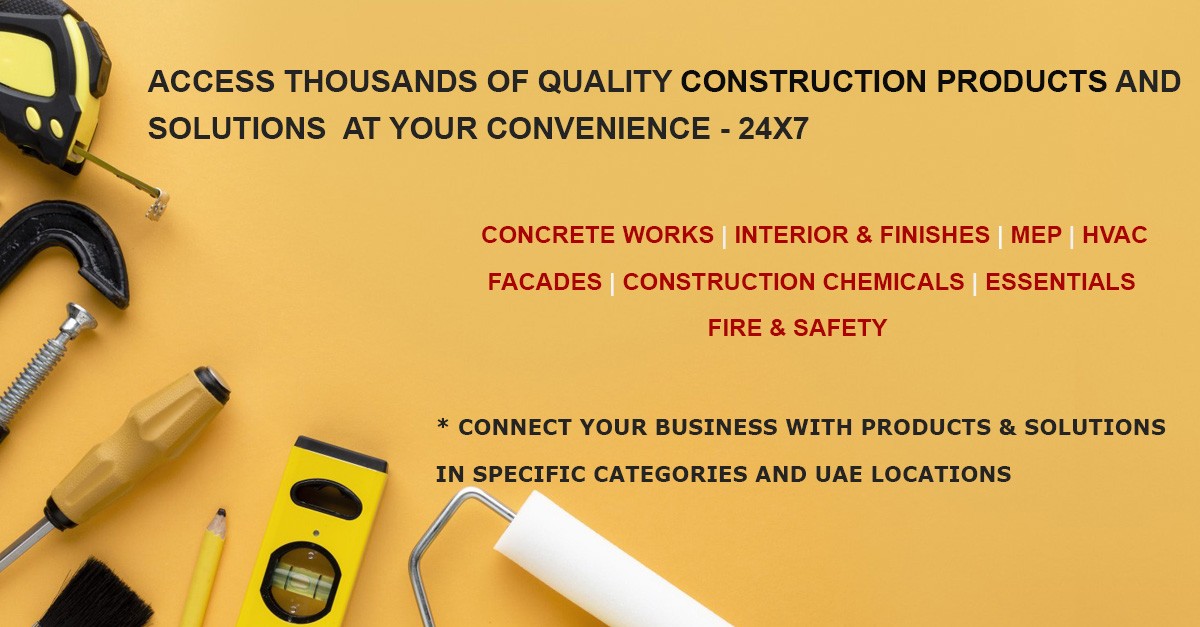 ACCESS THOUSANDS OF QUALITY CONSTRUCTION PRODUCTS AND
SOLUTIONS AT YOUR CONVENIENCE - 24X7
CONCRETE WORKS | INTERIOR & FINISHES | MEP | HVAC
FACADES | CONSTRUCTION CHEMICALS | ESSENTIALS
FIRE & SAFETY
* CONNECT YOUR BUSINESS WITH PRODUCTS & SOLUTIONS
IN SPECIFIC CATEGORIES AND UAE LOCATIONS